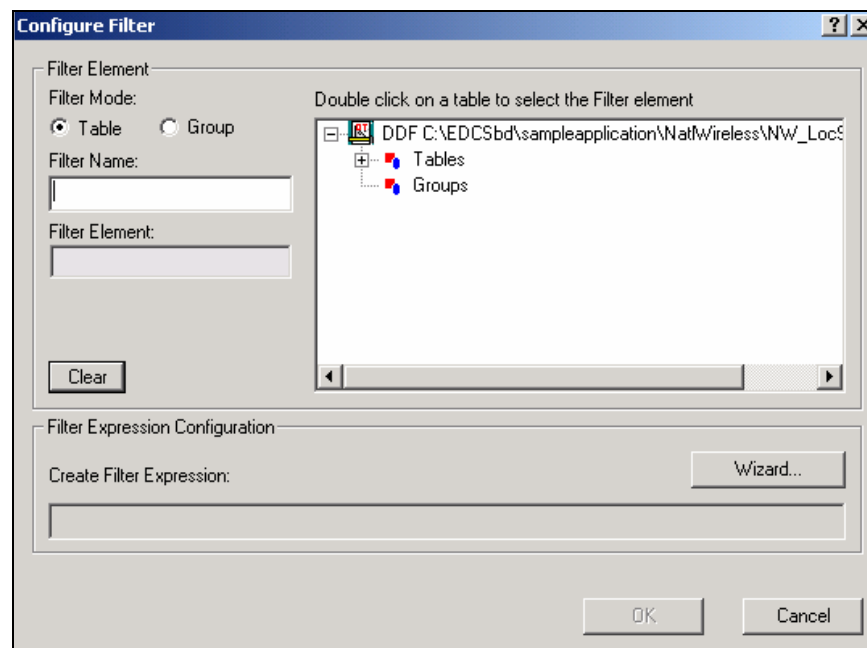 Configure Filter
Filter Element
Filter Mode:
Table
Group
Filter Name:
Filter Element:
Clear
Double click on a table to select the Filter element
DDF C:\EDCSbd\sampleapplication\NatlWireless\NW_LocS
Tables
Groups
Filter Expression Configuration
Create Filter Expression:
Wizard...
OK
Cancel